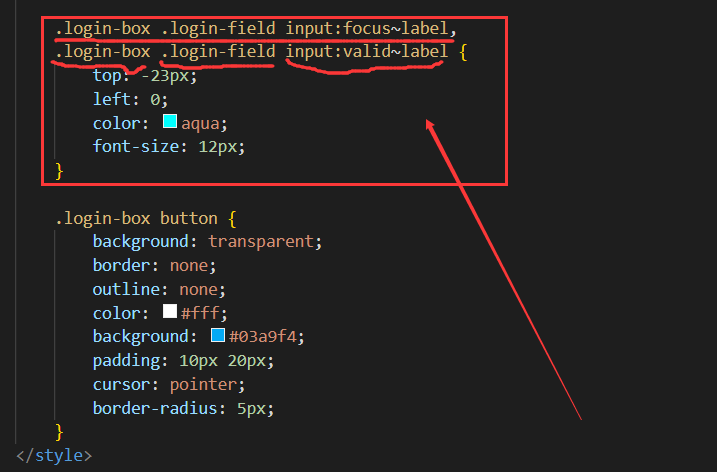 .login-box .login-field input:focus~label,
.login-box .login-field input:valid~label {
top: -23px;
left: 0;
color: aqua;
font-size: 12px;
}
.login-box button {
background: transparent;
border: none;
outline: none;
color: #fff;
background: #03a9f4;
padding: 10px 20px;
cursor: pointer;
border-radius: 5px;
}
</style>